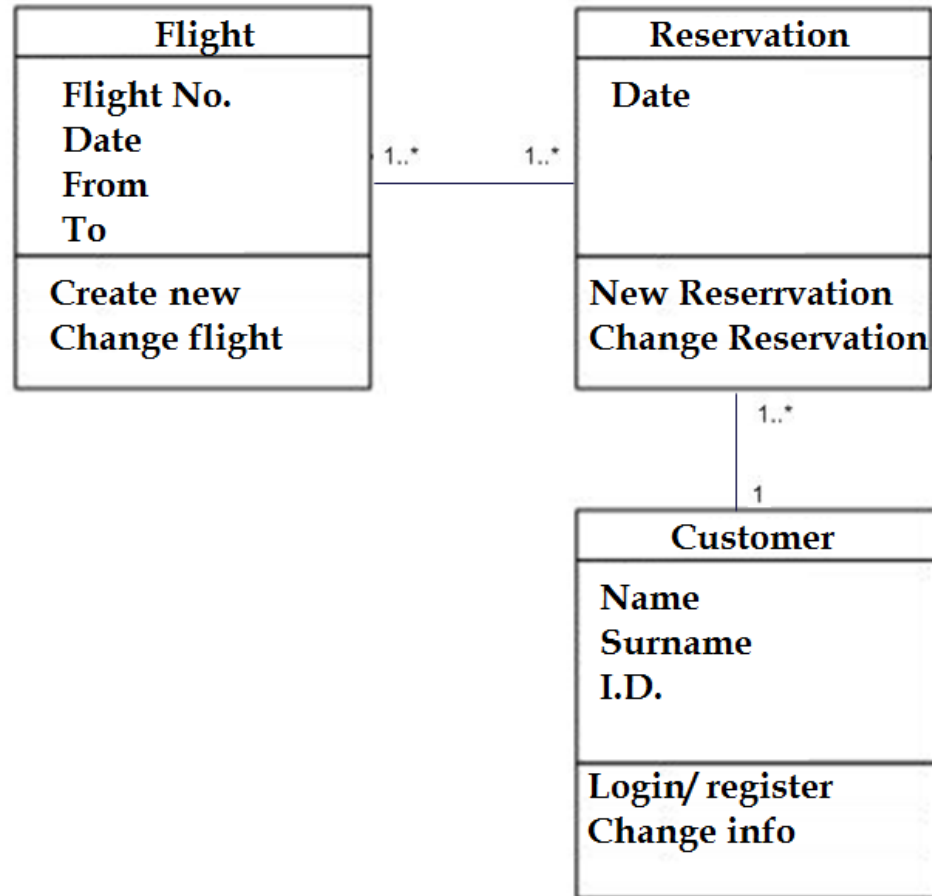 Flight
Flight No.
Date
From
To
Create new
Change flight
1..*
1..*
Reservation
Date
New Reserrvation
Change Reservation
1..*
1
Customer
Name
Surname
I.D.
Login/ register
Change info